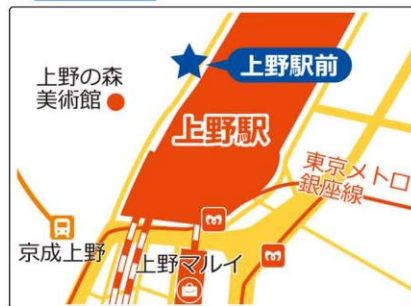 上野駅前
上野の森
美術館
上野駅
東京メトロ
銀座線
京成上野
上野マルイ